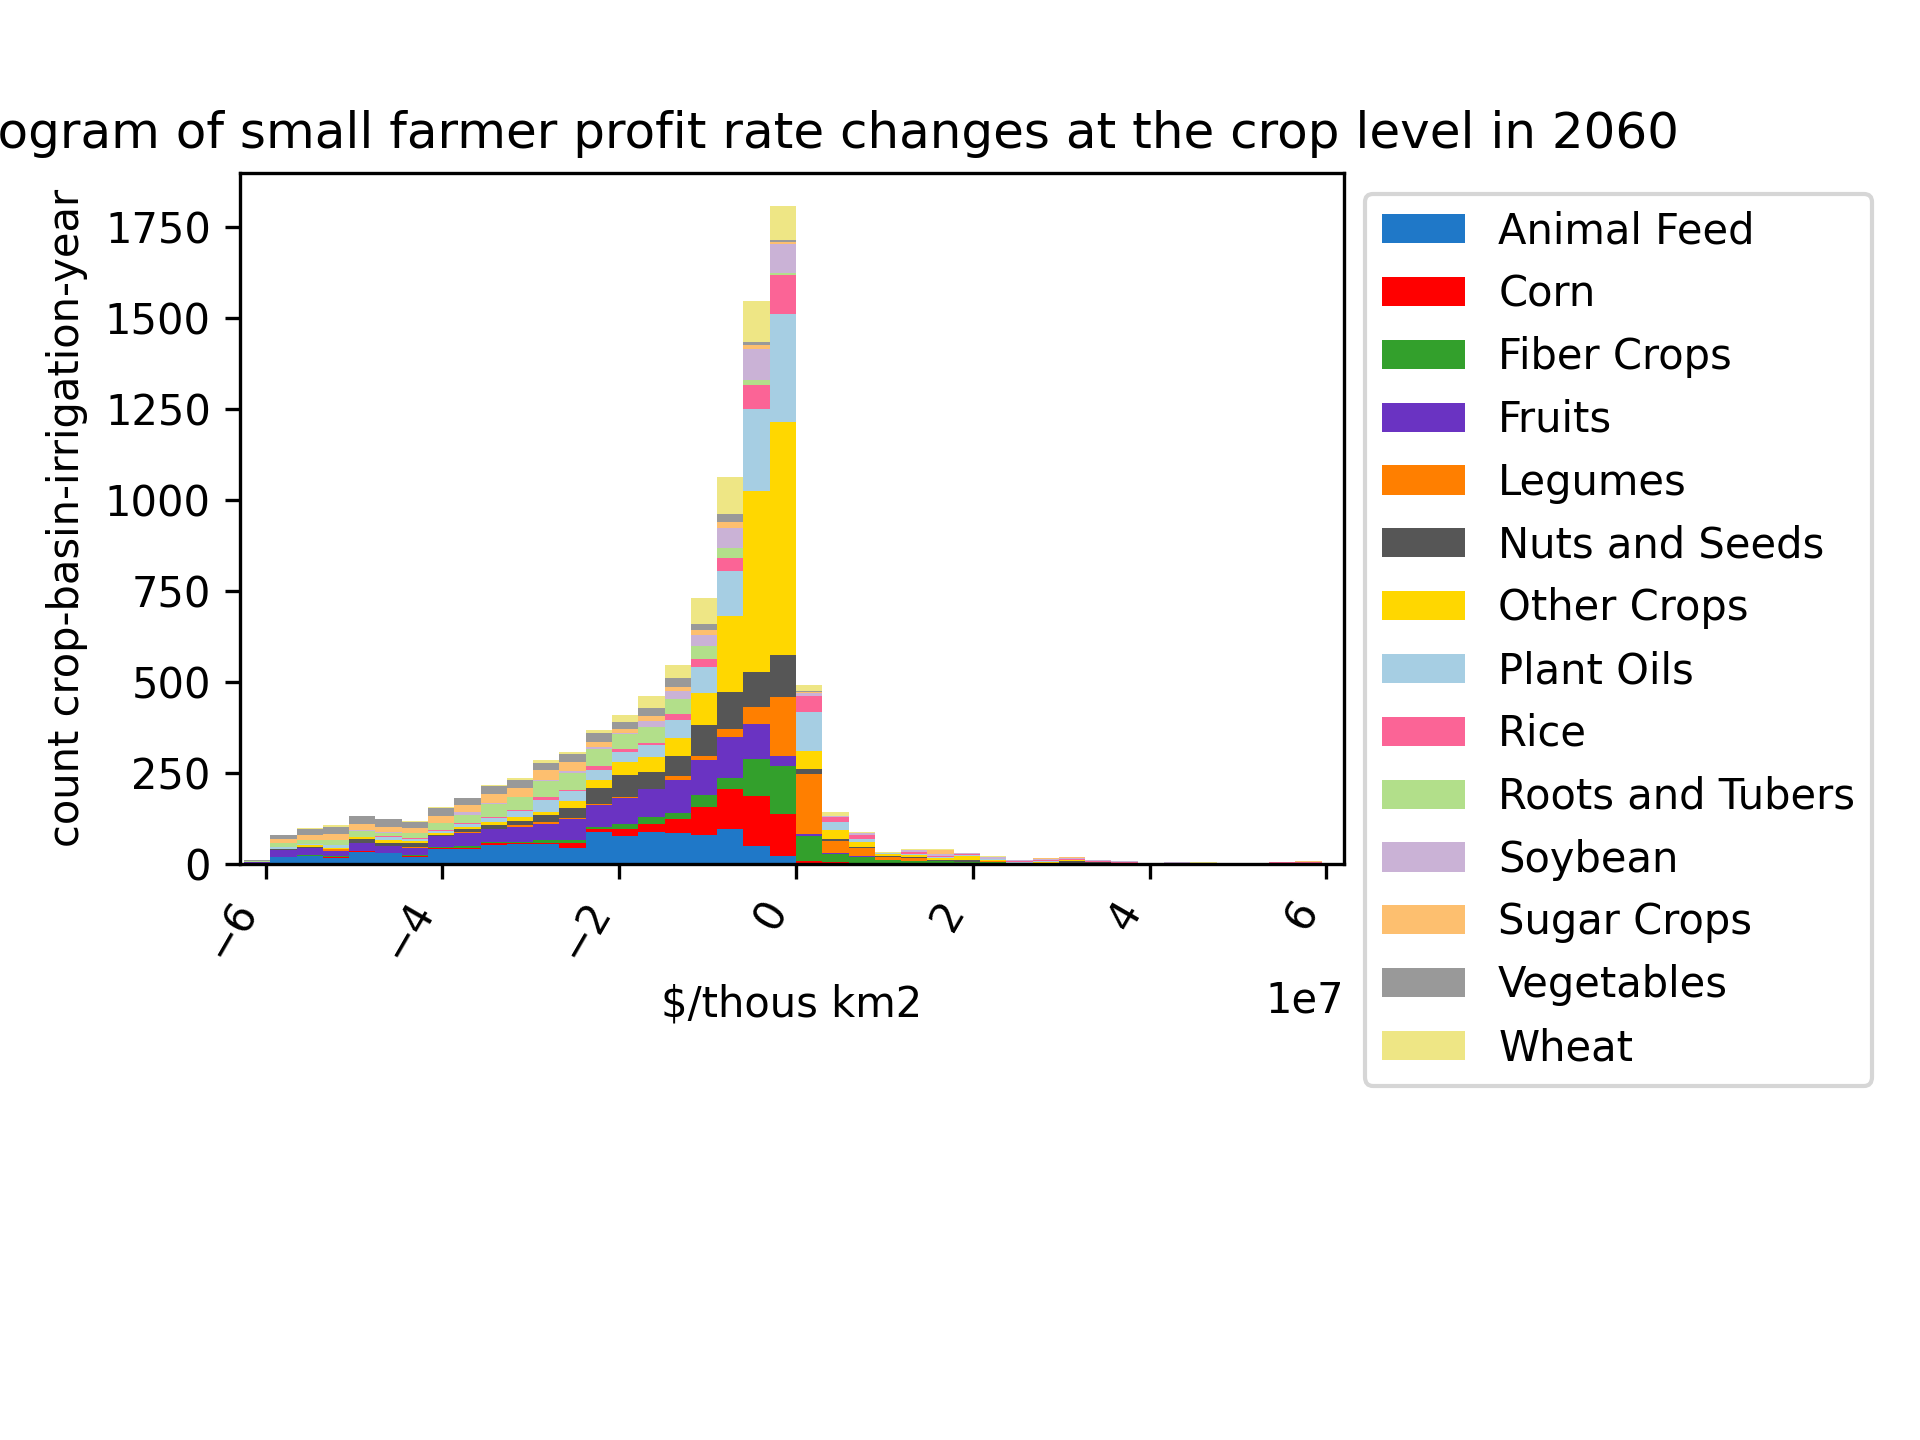 ogram of small farmer profit rate changes at the crop level in 2060
count crop-basin-irrigation-year
1750
1500
1250
1000
750
500
250
0
−6
−4
−2
0
2
4
6
$/thous km2
1e7
Animal Feed
Corn
Fiber Crops
Fruits
Legumes
Nuts and Seeds
Other Crops
Plant Oils
Rice
Roots and Tubers
Soybean
Sugar Crops
Vegetables
Wheat